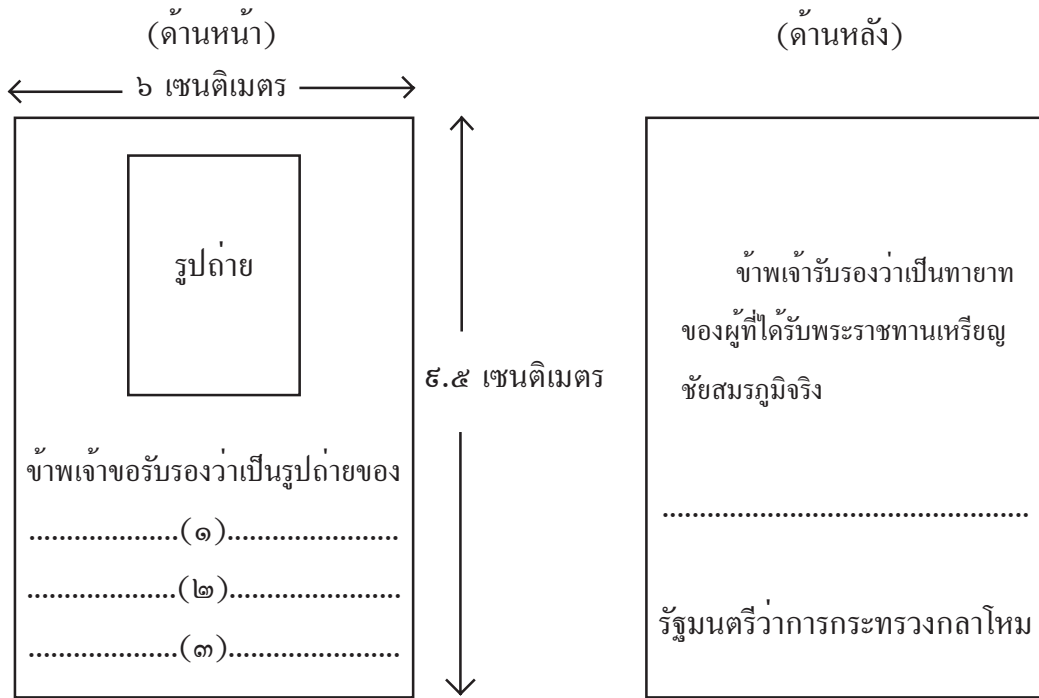 (ด้านหน้า)
๖ เซนติเมตร
รูปถ่าย
๙.๕ เซนติเมตร
ข้าพเจ้าขอรับรองว่าเป็นรูปถ่ายของ
....................(๑).......................
....................(๒).......................
....................(๓).......................
(ด้านหลัง)
ข้าพเจ้ารับรองว่าเป็นทายาท
ของผู้ที่ได้รับพระราชทานเหรียญ
ชัยสมรภูมิจริง
.................................................
รัฐมนตรีว่าการกระทรวงกลาโหม